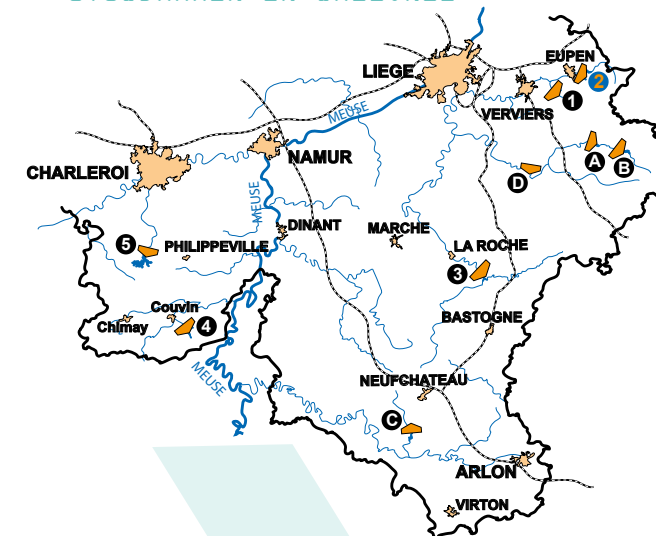 LIEGE
EUPEN
2
1
VERVIERS
MEUSE
A
B
NAMUR
CHARLEROI
D
MEUSE
DINANT
MARCHE
5
PHILIPPEVILLE
LA ROCHE
3
Couvin
Chimay
4
BASTOGNE
MEUSE
NEUFCHATEAU
C
ARLON
VIRTON